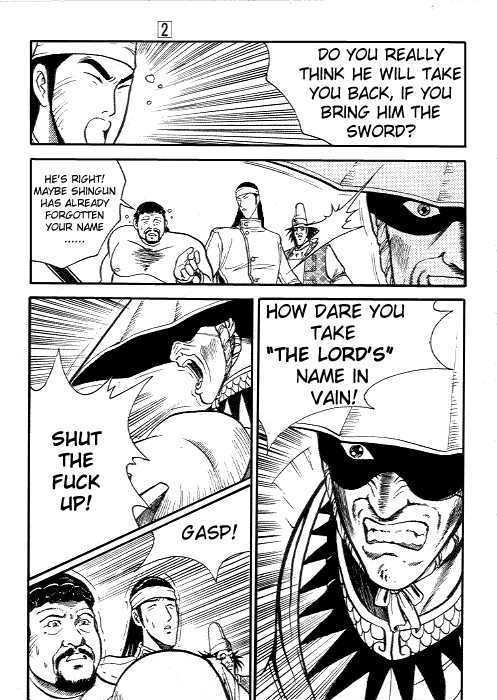 2
DO YOU REALLY
THINK HE WILL TAKE
YOU BACK, IF YOU
BRING HIM THE
SWORD?
HE'S RIGHT!
MAYBE SHINGUN
HAS ALREADY
FORGOTTEN
YOUR NAME
......
HOW DARE YOU
TAKE
"THE LORD'S"
NAME IN
VAIN!
SHUT
THE
FUCK
UP!
GASP!